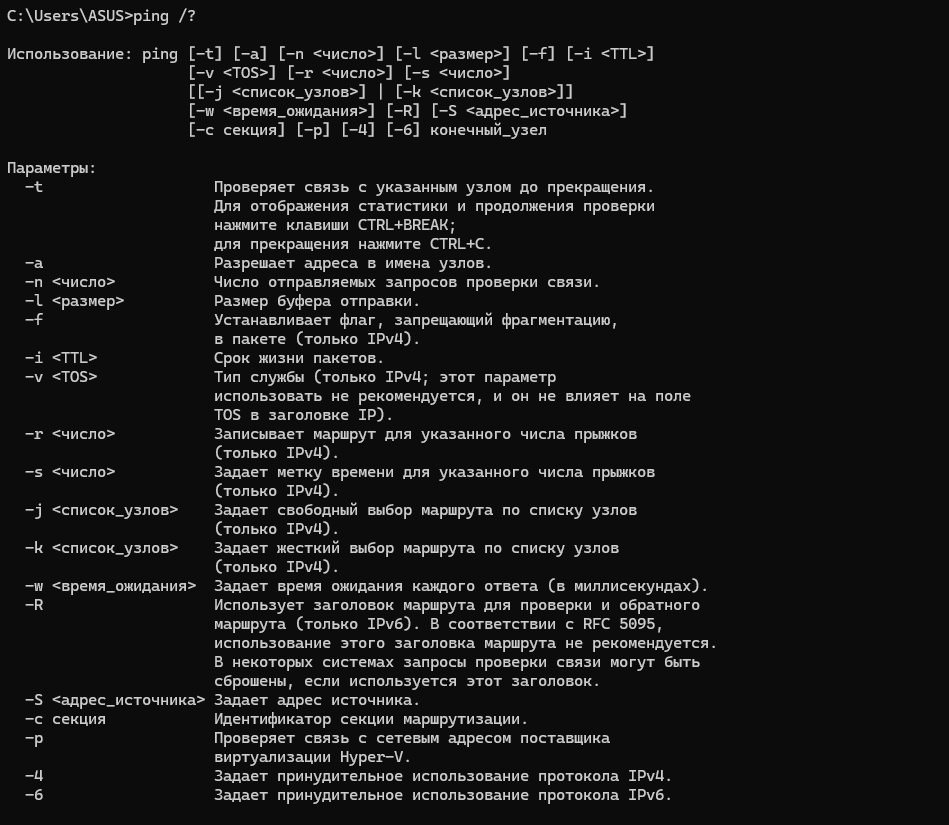 C:\Users\ASUS>ping /?

Использование: ping [-t] [-a] [-n <число>] [-l <размер>] [-f] [-i <TTL>]
                    [-v <TOS>] [-r <число>] [-s <число>]
                    [[-j <список_узлов>] | [-k <список_узлов>]]
                    [-w <время_ожидания>] [-R] [-S <адрес_источника>]
                    [-c секция] [-p] [-4] [-6] конечный_узел

Параметры:
  -t                   Проверяет связь с указанным узлом до прекращения.
                       Для отображения статистики и продолжения проверки
                       нажмите клавиши CTRL+BREAK;
                       для прекращения нажмите CTRL+C.
  -a                   Разрешает адреса в имена узлов.
  -n <число>           Число отправляемых запросов проверки связи.
  -l <размер>          Размер буфера отправки.
  -f                   Устанавливает флаг, запрещающий фрагментацию,
                       в пакете (только IPv4).
  -i <TTL>             Срок жизни пакетов.
  -v <TOS>             Тип службы (только IPv4; этот параметр
                       использовать не рекомендуется, и он не влияет на поле
                       TOS в заголовке IP).
  -r <число>           Записывает маршрут для указанного числа прыжков
                       (только IPv4).
  -s <число>           Задает метку времени для указанного числа прыжков
                       (только IPv4).
  -j <список_узлов>    Задает свободный выбор маршрута по списку узлов
                       (только IPv4).
  -k <список_узлов>    Задает жесткий выбор маршрута по списку узлов
                       (только IPv4).
  -w <время_ожидания>  Задает время ожидания каждого ответа (в миллисекундах).
  -R                   Использует заголовок маршрута для проверки и обратного
                       маршрута (только IPv6). В соответствии с RFC 5095,
                       использование этого заголовка маршрута не рекомендуется.
                       В некоторых системах запросы проверки связи могут быть
                       сброшены, если используется этот заголовок.
  -S <адрес_источника> Задает адрес источника.
  -c секция            Идентификатор секции маршрутизации.
  -p                   Проверяет связь с сетевым адресом поставщика
                       виртуализации Hyper-V.
  -4                   Задает принудительное использование протокола IPv4.
  -6                   Задает принудительное использование протокола IPv6.